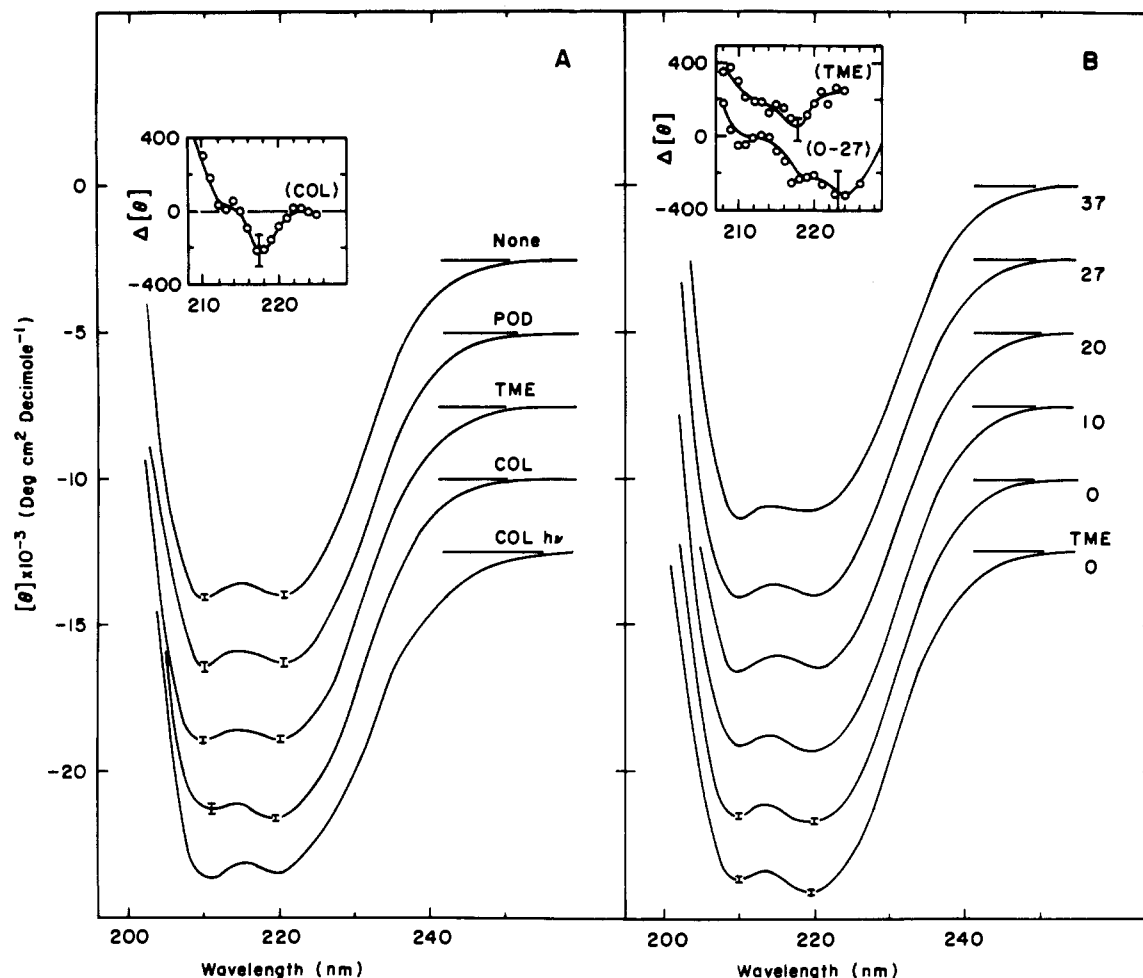 A
B
400
0
-400
Δ[θ]
(COL)
210
220
400
0
-400
Δ[θ]
(TME)
(0-27)
210
220
0
-5
-10
-15
-20
[θ]x10⁻³ (Deg cm² Decimole⁻¹)
None
POD
TME
COL
COL hν
37
27
20
10
0
TME
0
200
220
240
200
220
240
Wavelength (nm)
Wavelength (nm)